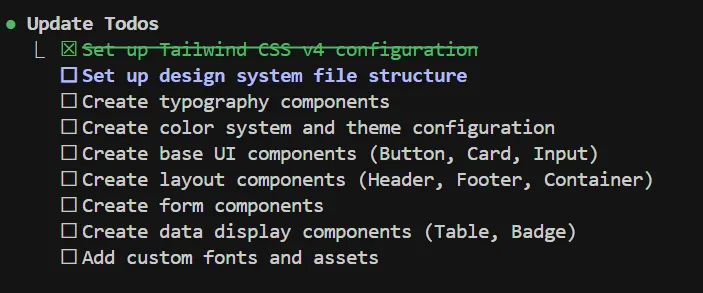 ● Update Todos
⎿ ☒ Set up Tailwind CSS v4 configuration
☐ Set up design system file structure
☐ Create typography components
☐ Create color system and theme configuration
☐ Create base UI components (Button, Card, Input)
☐ Create layout components (Header, Footer, Container)
☐ Create form components
☐ Create data display components (Table, Badge)
☐ Add custom fonts and assets